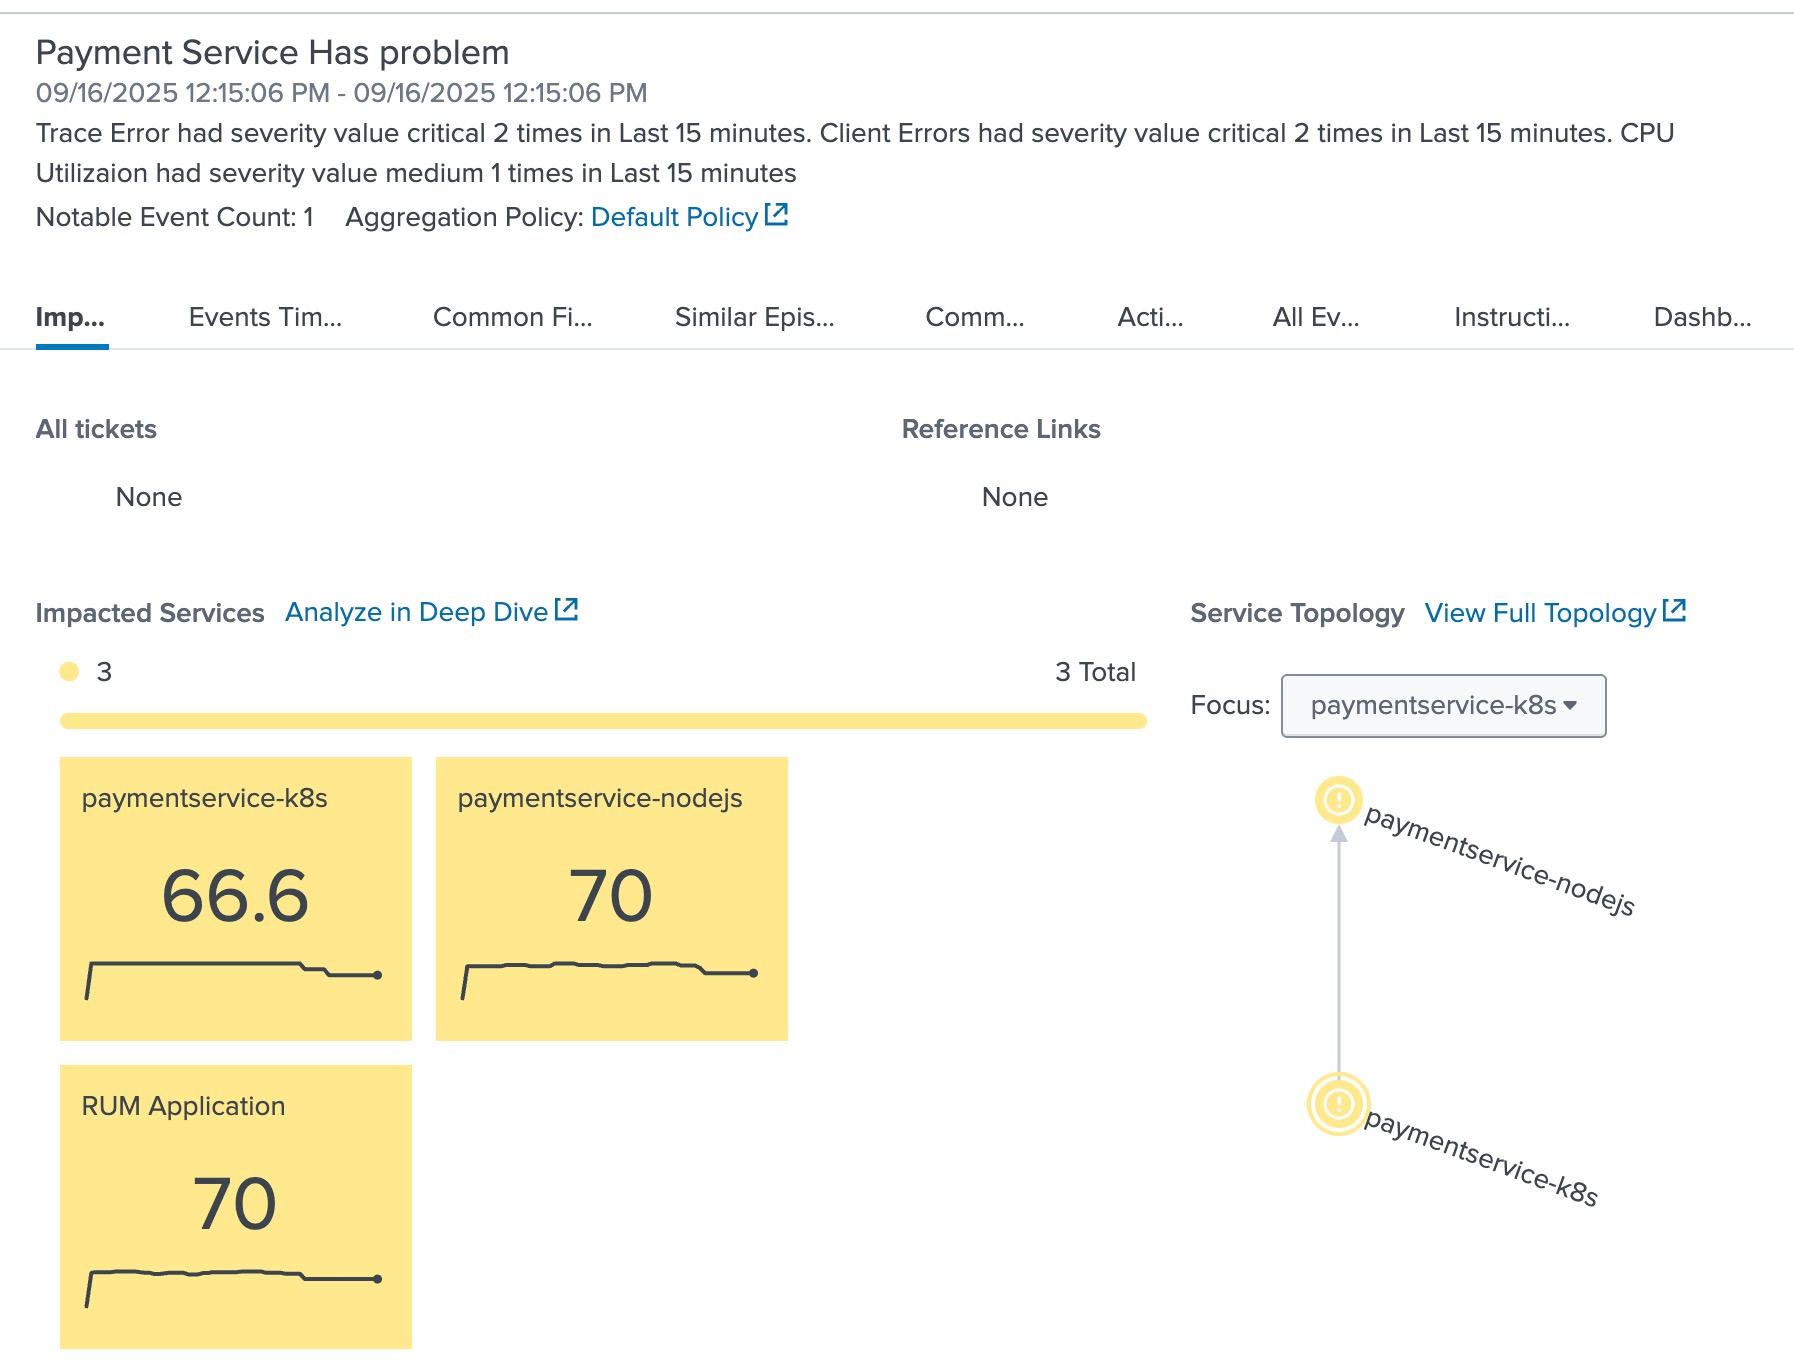 Payment Service Has problem
09/16/2025 12:15:06 PM - 09/16/2025 12:15:06 PM
Trace Error had severity value critical 2 times in Last 15 minutes. Client Errors had severity value critical 2 times in Last 15 minutes. CPU
Utilizaion had severity value medium 1 times in Last 15 minutes
Notable Event Count: 1 Aggregation Policy: Default Policy
Imp... Events Tim... Common Fi... Similar Epis... Comm... Acti... All Ev... Instructi... Dashb...
All tickets
None
Reference Links
None
Impacted Services Analyze in Deep Dive
3 3 Total
paymentservice-k8s
66.6
paymentservice-nodejs
70
RUM Application
70
Service Topology View Full Topology
Focus: paymentservice-k8s
paymentservice-nodejs
paymentservice-k8s